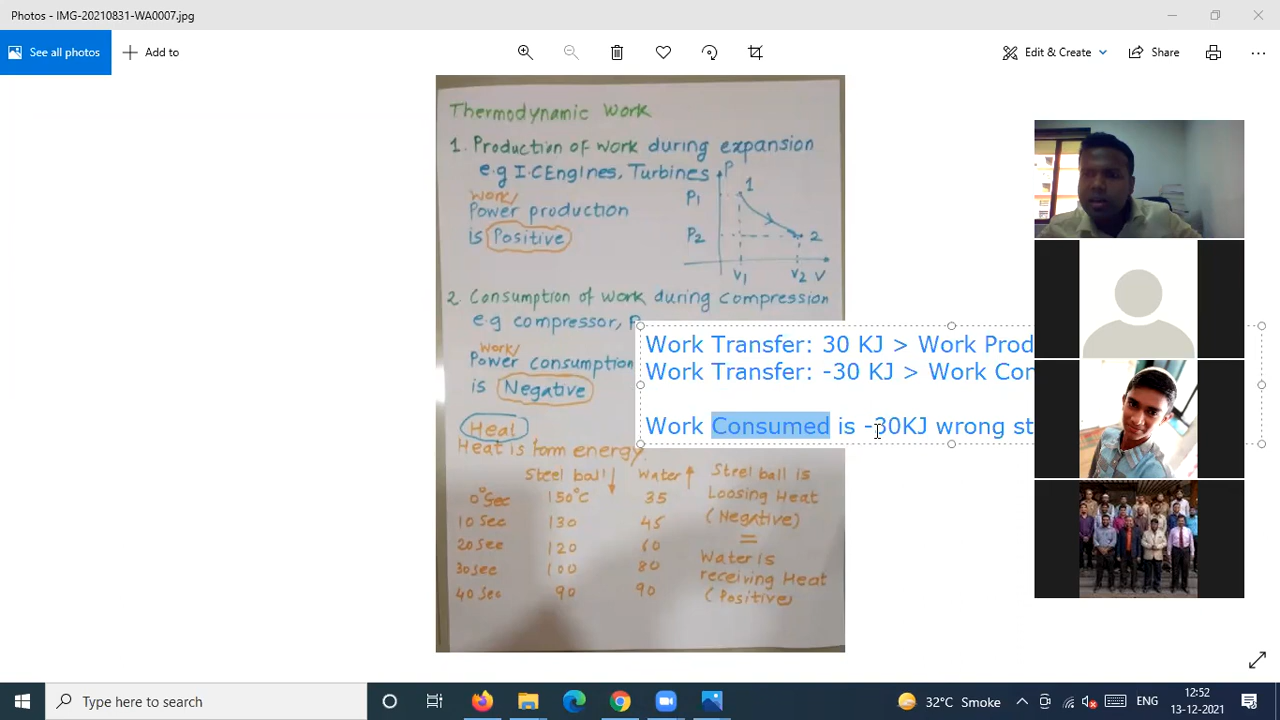 Photos - IMG-20210831-WA0007.jpg
See all photos
Add to
Edit & Create
Share
Thermodynamic Work
1. Production of work during expansion
e.g I.C Engines, Turbines
Work/
Power production
is Positive
P
P1
1
P2
2
V1
V2
V
2. Consumption of work during compression
e.g compressor, P
Work/
Power consumption
is Negative
Work Transfer: 30 KJ > Work Prod
Work Transfer: -30 KJ > Work Con
Work Consumed is -30KJ wrong st
Heat is form energy.
Steel ball
Water
0°Sec 150°C 35
10 Sec 130 45
20Sec 120 60
30sec 100 80
40 Sec 90 90
Steel ball is
Loosing Heat
(Negative)
=
Water is
receiving Heat
(Positive)
Type here to search
32°C Smoke
ENG
12:52
13-12-2021